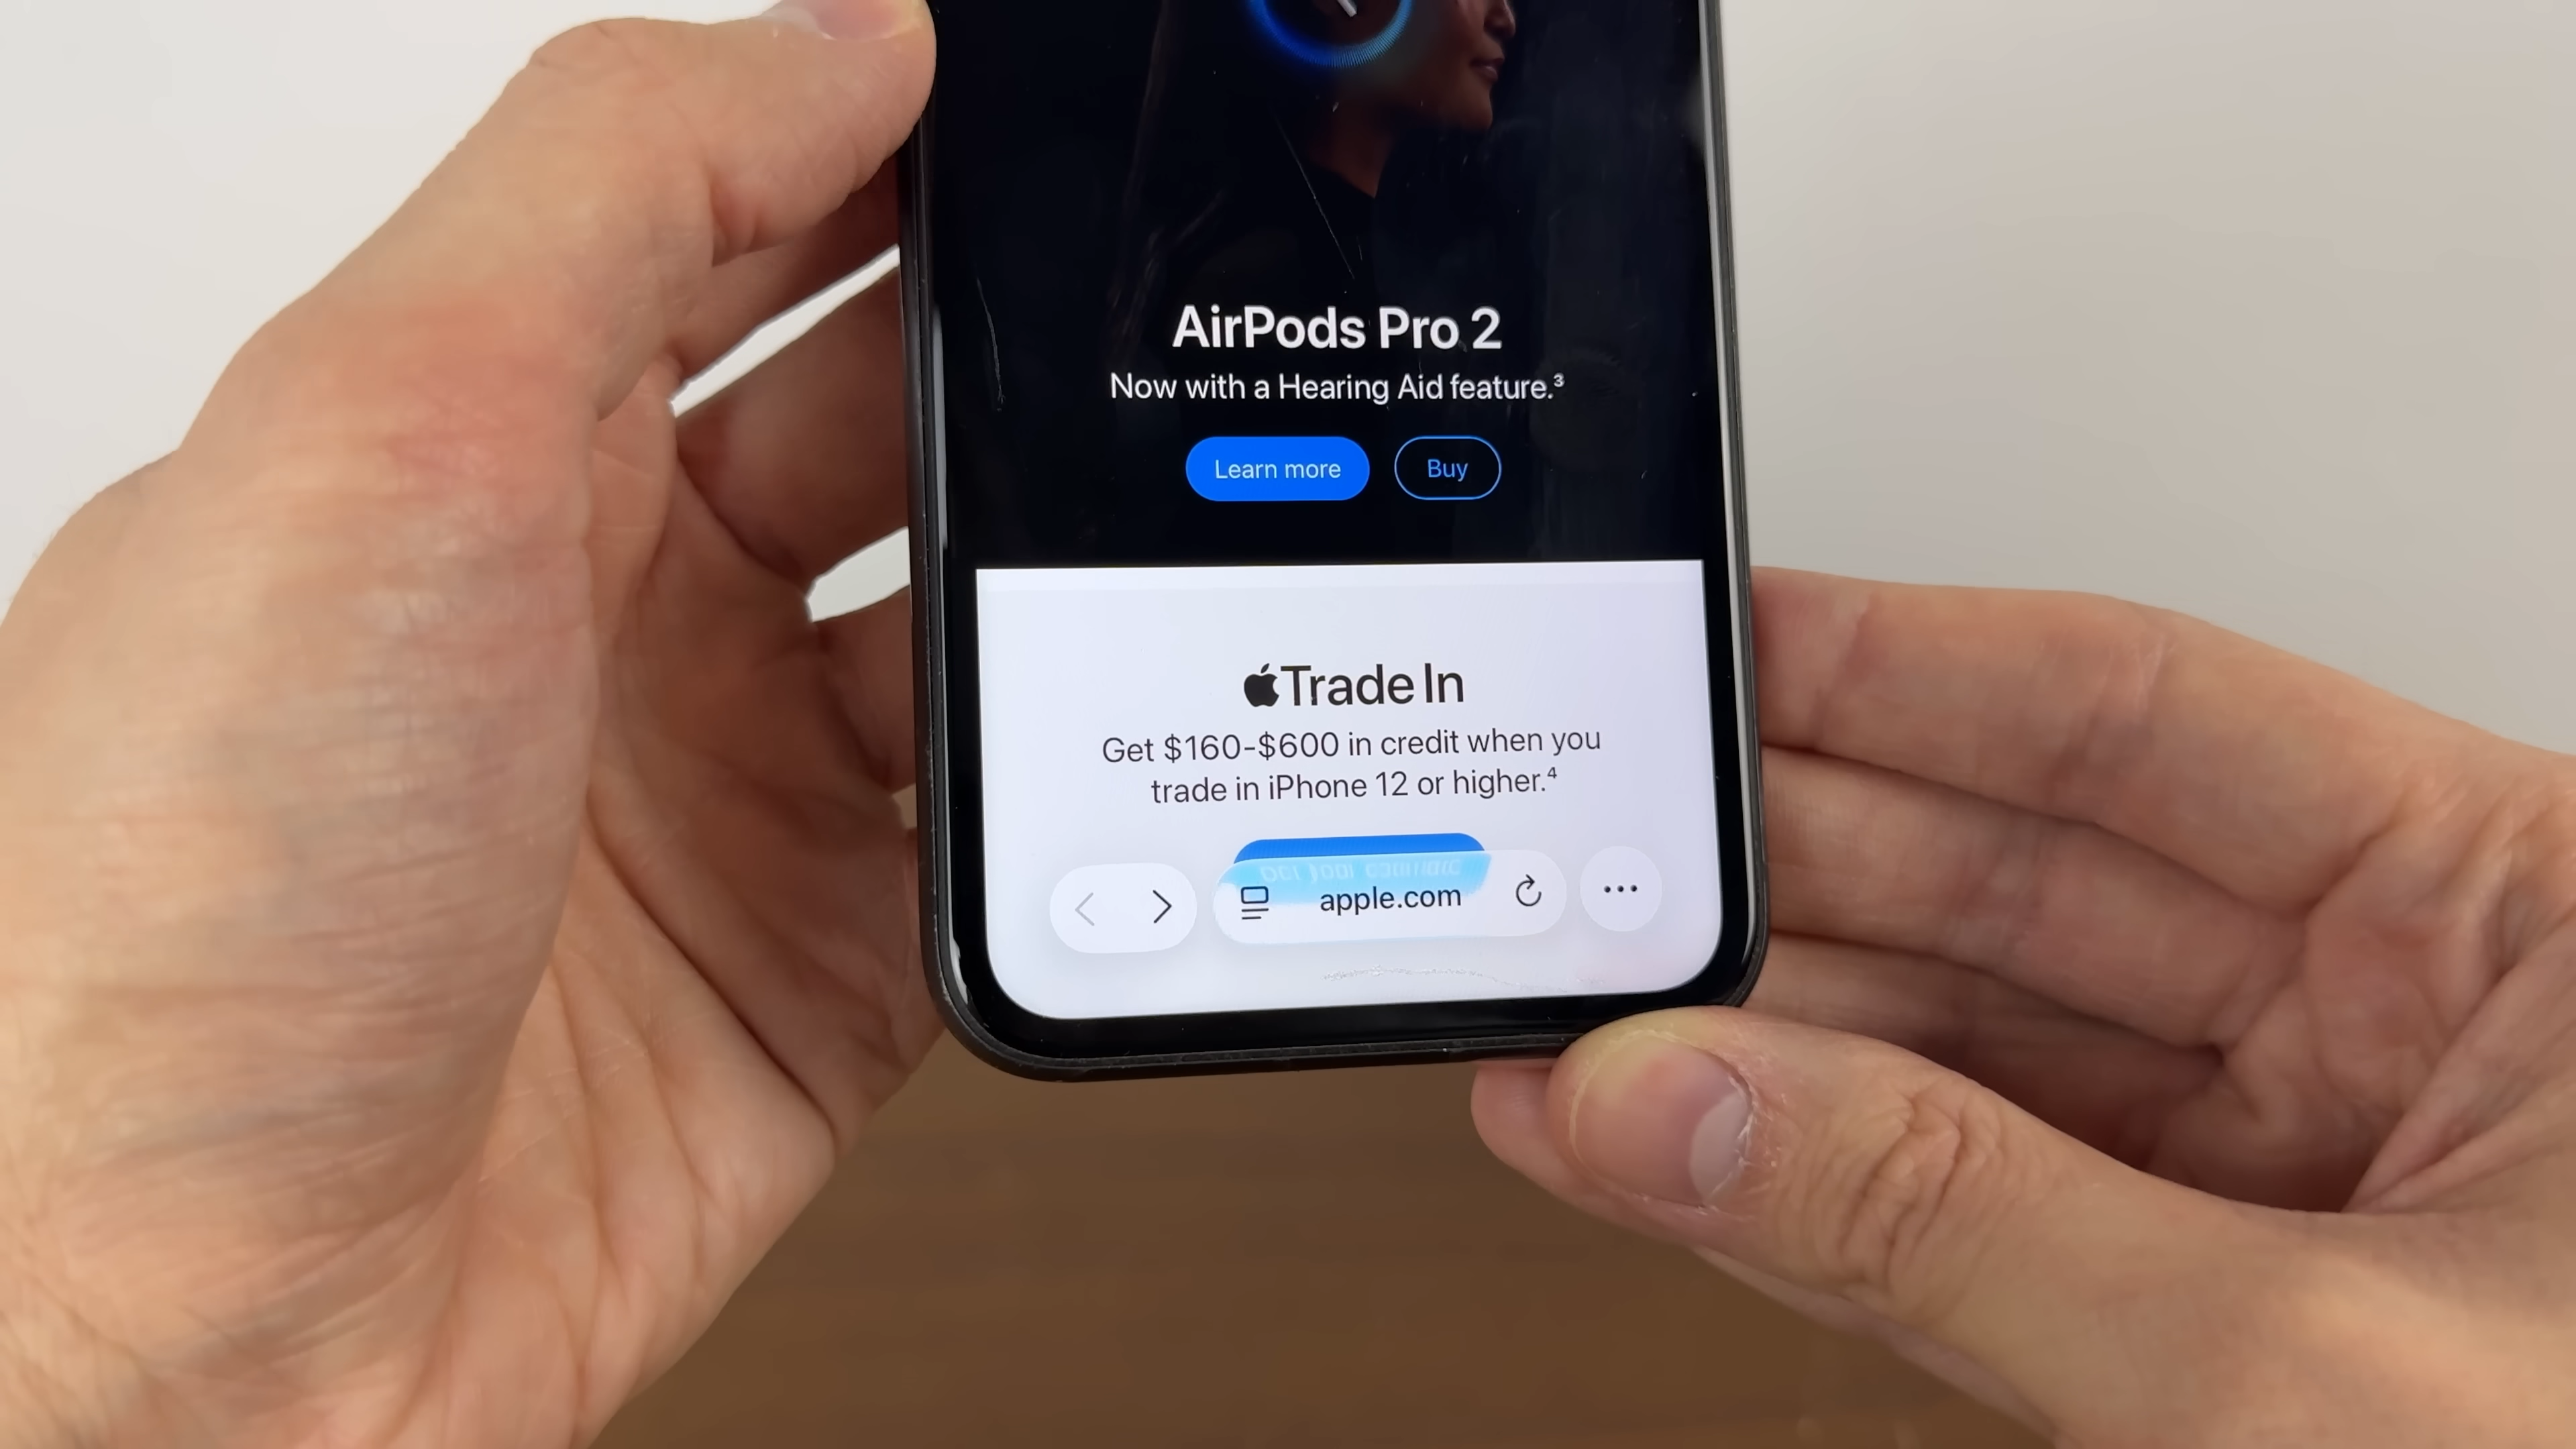 AirPods Pro 2
Now with a Hearing Aid feature.³
Learn more
Buy
Trade In
Get $160-$600 in credit when you
trade in iPhone 12 or higher.⁴
apple.com